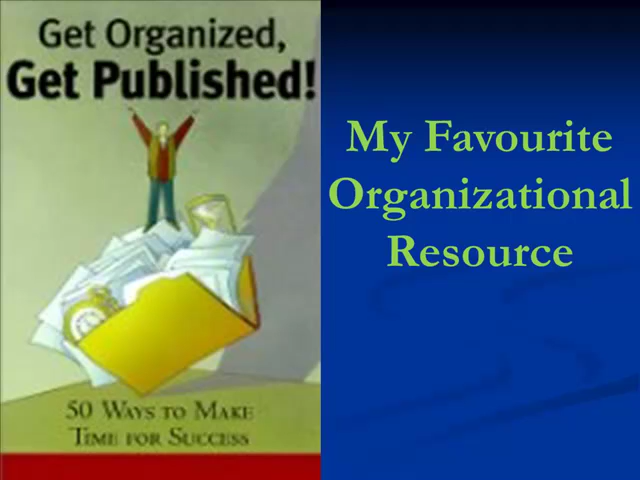 Get Organized,
Get Published!
50 Ways to Make
Time for Success
My Favourite
Organizational
Resource